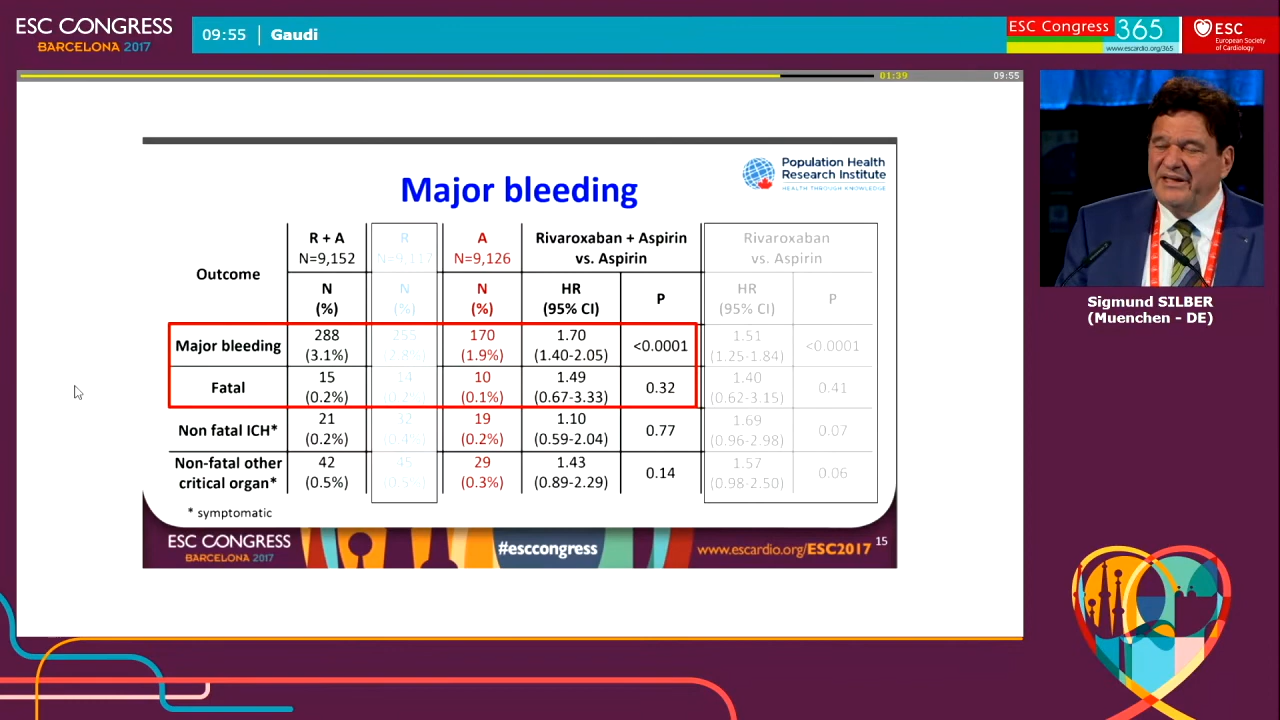 ESC CONGRESS
BARCELONA 2017
09:55
Gaudi
ESC Congress
365
www.escardio.org/365
ESC
European Society
of Cardiology
01:39
09:55
Population Health
Research Institute
HEALTH THROUGH KNOWLEDGE
Major bleeding
Outcome
R + A
N=9,152
R
N=9,117
A
N=9,126
Rivaroxaban + Aspirin
vs. Aspirin
Rivaroxaban
vs. Aspirin
N
(%)
N
(%)
N
(%)
HR
(95% CI)
P
HR
(95% CI)
P
Major bleeding
288
(3.1%)
255
(2.8%)
170
(1.9%)
1.70
(1.40-2.05)
<0.0001
1.51
(1.25-1.84)
<0.0001
Fatal
15
(0.2%)
14
(0.2%)
10
(0.1%)
1.49
(0.67-3.33)
0.32
1.40
(0.62-3.15)
0.41
Non fatal ICH*
21
(0.2%)
32
(0.4%)
19
(0.2%)
1.10
(0.59-2.04)
0.77
1.69
(0.96-2.98)
0.07
Non-fatal other
critical organ*
42
(0.5%)
45
(0.5%)
29
(0.3%)
1.43
(0.89-2.29)
0.14
1.57
(0.98-2.50)
0.06
* symptomatic
ESC CONGRESS
BARCELONA 2017
#esccongress
www.escardio.org/ESC2017
15
Sigmund SILBER
(Muenchen - DE)